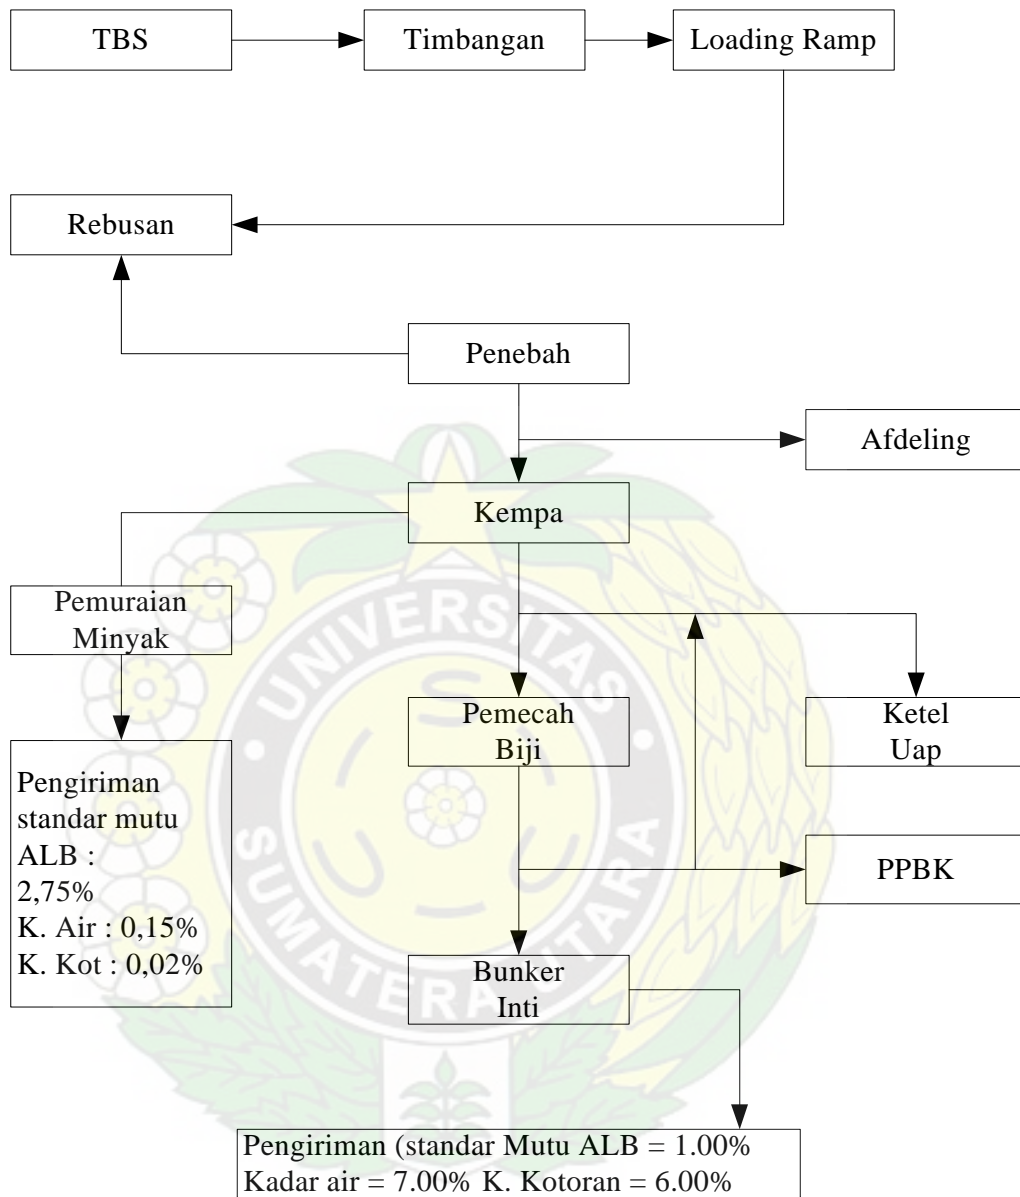 TBS
Timbangan
Loading Ramp
Rebusan
Penebah
Afdeling
Kempa
Pemuraian
Minyak
Pemecah
Biji
Ketel
Uap
Pengiriman
standar mutu
ALB :
2,75%
K. Air : 0,15%
K. Kot : 0,02%
PPBK
Bunker
Inti
Pengiriman (standar Mutu ALB = 1.00%
Kadar air = 7.00% K. Kotoran = 6.00%
UNIVERSITAS
SUMATERA UTARA
USU